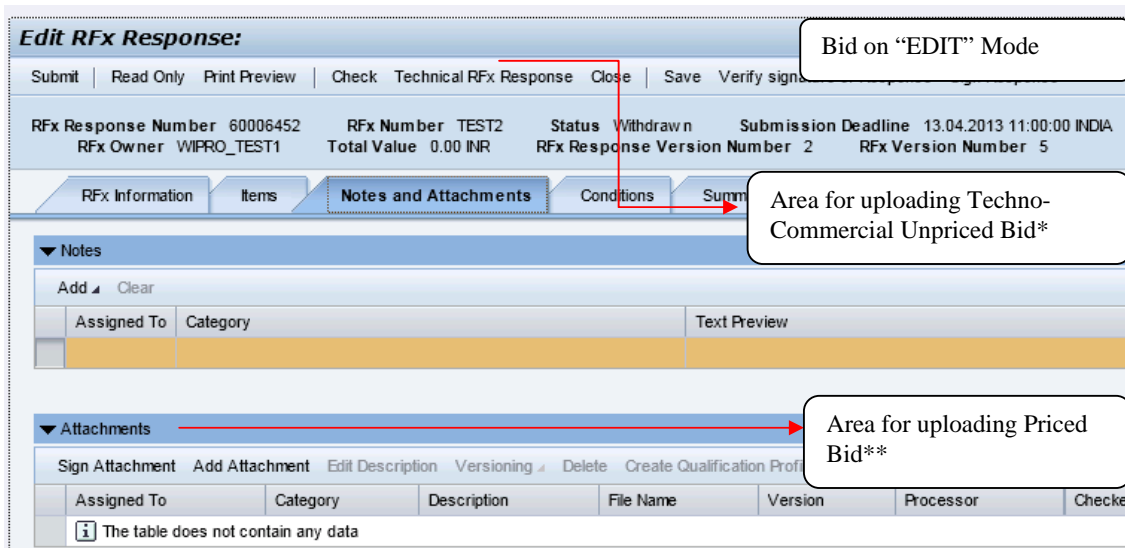 Edit RFx Response:
Bid on “EDIT” Mode
Submit Read Only Print Preview Check Technical RFx Response Close Save Verify
RFx Response Number 60006452 RFx Number TEST2 Status Withdrawn Submission Deadline 13.04.2013 11:00:00 INDIA
RFx Owner WIPRO_TEST1 Total Value 0.00 INR RFx Response Version Number 2 RFx Version Number 5
RFx Information Items Notes and Attachments Conditions
Area for uploading Techno-
Commercial Unpriced Bid*
Notes
Add Clear
Assigned To Category Text Preview
Attachments
Area for uploading Priced
Bid**
Sign Attachment Add Attachment Edit Description Versioning Delete Create Qualification
Assigned To Category Description File Name Version Processor
The table does not contain any data